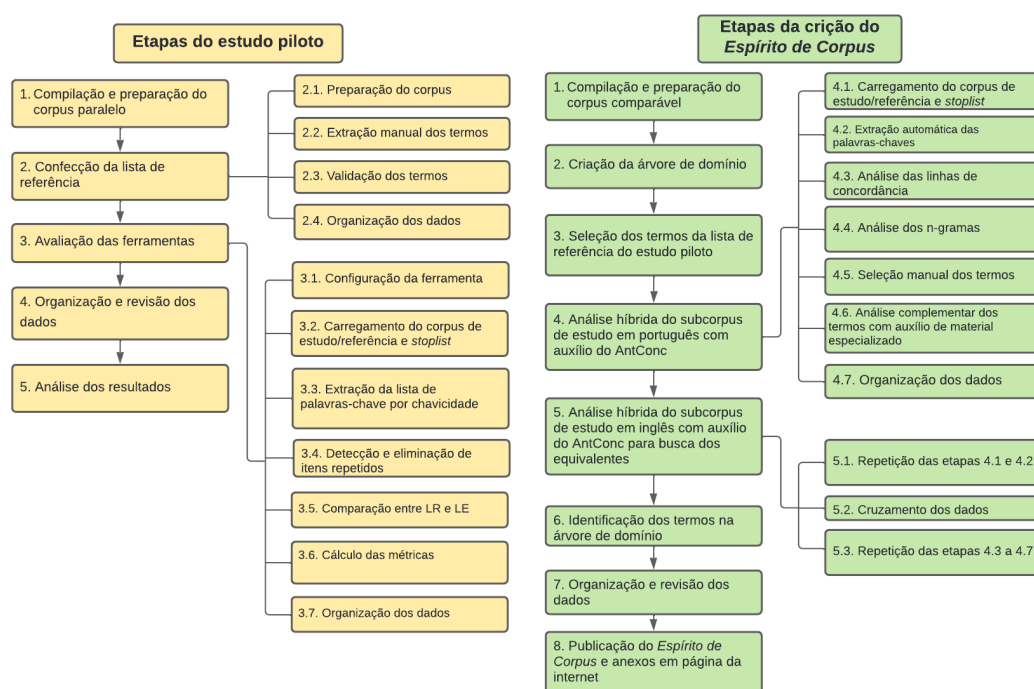 Etapas do estudo piloto
1. Compilação e preparação do
corpus paralelo
2. Confecção da lista de
referência
3. Avaliação das ferramentas
4. Organização e revisão dos
dados
5. Análise dos resultados
2.1. Preparação do corpus
2.2. Extração manual dos termos
2.3. Validação dos termos
2.4. Organização dos dados
3.1. Configuração da ferramenta
3.2. Carregamento do corpus de
estudo/referência e stoplist
3.3. Extração da lista de
palavras-chave por chavicidade
3.4. Detecção e eliminação de
itens repetidos
3.5. Comparação entre LR e LE
3.6. Cálculo das métricas
3.7. Organização dos dados
Etapas da crição do
Espírito de Corpus
1. Compilação e preparação do
corpus comparável
2. Criação da árvore de domínio
3. Seleção dos termos da lista de
referência do estudo piloto
4. Análise híbrida do subcorpus
de estudo em português com
auxílio do AntConc
5. Análise híbrida do subcorpus
de estudo em inglês com auxílio
do AntConc para busca dos
equivalentes
6. Identificação dos termos na
árvore de domínio
7. Organização e revisão dos
dados
8. Publicação do Espírito de
Corpus e anexos em página da
internet
4.1. Carregamento do corpus de
estudo/referência e stoplist
4.2. Extração automática das
palavras-chaves
4.3. Análise das linhas de
concordância
4.4. Análise dos n-gramas
4.5. Seleção manual dos termos
4.6. Análise complementar dos
termos com auxílio de material
especializado
4.7. Organização dos dados
5.1. Repetição das etapas 4.1 e 4.2
5.2. Cruzamento dos dados
5.3. Repetição das etapas 4.3 a 4.7